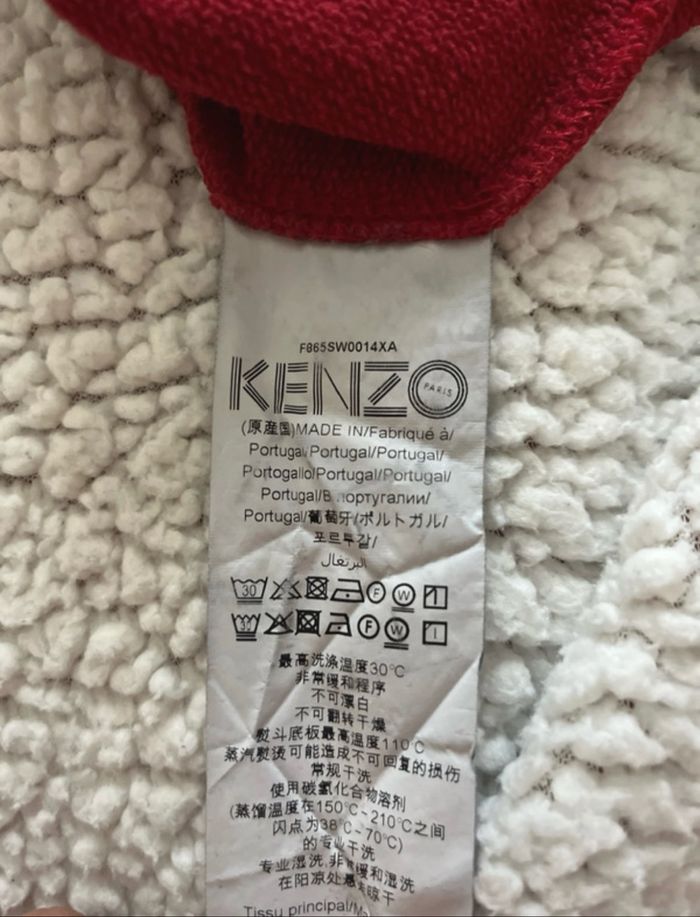 F865SW0014XA
KENZO
PARIS
(原産国)MADE IN/Fabriqué à/
Portugal/Portugal/Portugal/
Portogallo/Portugal/Portugal/
Portugal/В Португалии/
Portugal/葡萄牙/ポルトガル/
포르투갈/
البرتغال
30 F W
30 F W
最高洗涤温度30°C
非常缓和程序
不可漂白
不可翻转干燥
熨斗底板最高温度110°C
蒸汽熨烫可能造成不可回复的损伤
常规干洗
使用碳氢化合物溶剂
(蒸馏温度在150°C-210°C之间
闪点为38°C-70°C)
的专业干洗
专业湿洗,非常缓和湿洗
在阳凉处悬挂晾干
Tissu principal/Ma